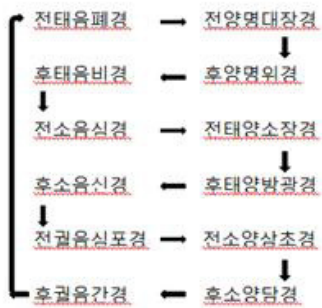 전태음폐경 전양명대장경
후태음비경 후양명위경
전소음심경 전태양소장경
후소음신경 후태양방광경
전궐음심포경 전소양삼초경
후궐음간경 후소양담경